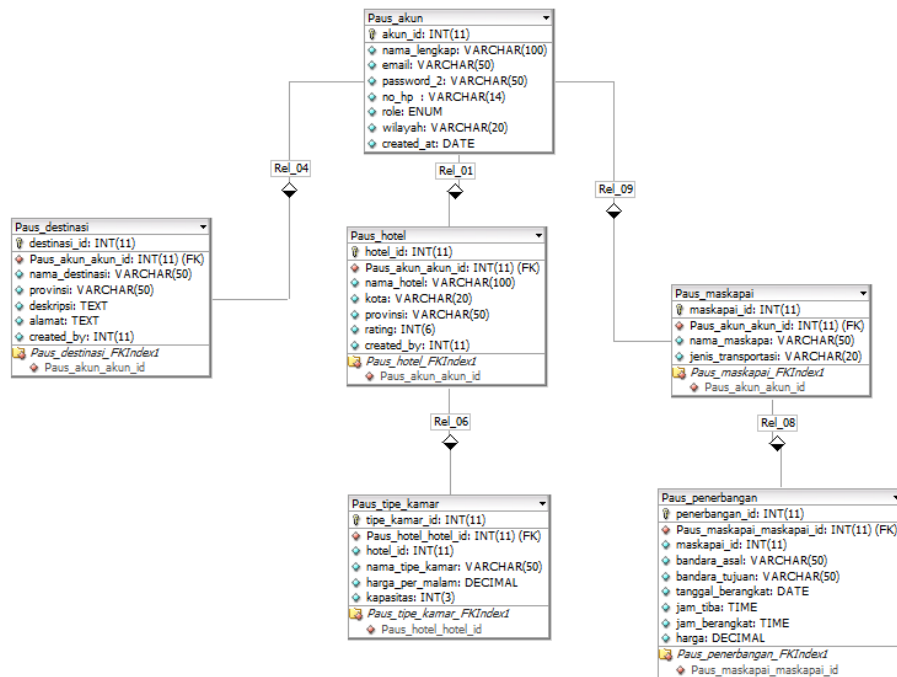 Paus_akun
akun_id: INT(11)
nama_lengkap: VARCHAR(100)
email: VARCHAR(50)
password_2: VARCHAR(50)
no_hp : VARCHAR(14)
role: ENUM
wilayah: VARCHAR(20)
created_at: DATE
Rel_04
Rel_01
Rel_09
Paus_destinasi
destinasi_id: INT(11)
Paus_akun_akun_id: INT(11) (FK)
nama_destinasi: VARCHAR(50)
provinsi: VARCHAR(50)
deskripsi: TEXT
alamat: TEXT
created_by: INT(11)
Paus_destinasi_FKIndex1
Paus_akun_akun_id
Paus_hotel
hotel_id: INT(11)
Paus_akun_akun_id: INT(11) (FK)
nama_hotel: VARCHAR(100)
kota: VARCHAR(20)
provinsi: VARCHAR(50)
rating: INT(6)
created_by: INT(11)
Paus_hotel_FKIndex1
Paus_akun_akun_id
Paus_maskapai
maskapai_id: INT(11)
Paus_akun_akun_id: INT(11) (FK)
nama_maskapa: VARCHAR(50)
jenis_transportasi: VARCHAR(20)
Paus_maskapai_FKIndex1
Paus_akun_akun_id
Rel_06
Rel_08
Paus_tipe_kamar
tipe_kamar_id: INT(11)
Paus_hotel_hotel_id: INT(11) (FK)
hotel_id: INT(11)
nama_tipe_kamar: VARCHAR(50)
harga_per_malam: DECIMAL
kapasitas: INT(3)
Paus_tipe_kamar_FKIndex1
Paus_hotel_hotel_id
Paus_penerbangan
penerbangan_id: INT(11)
Paus_maskapai_maskapai_id: INT(11) (FK)
maskapai_id: INT(11)
bandara_asal: VARCHAR(50)
bandara_tujuan: VARCHAR(50)
tanggal_berangkat: DATE
jam_tiba: TIME
jam_berangkat: TIME
harga: DECIMAL
Paus_penerbangan_FKIndex1
Paus_maskapai_maskapai_id